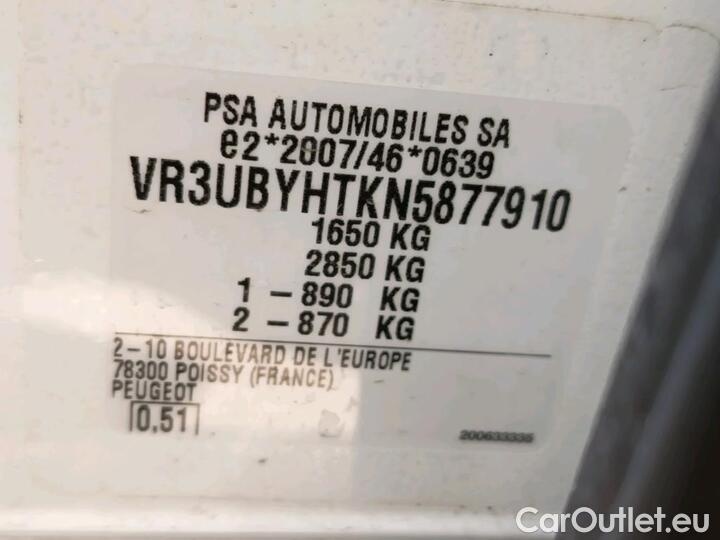 PSA AUTOMOBILES SA
e2*2007/46*0639
VR3UBYHTKN5877910
1650 KG
2850 KG
1 – 890 KG
2 – 870 KG
2–10 BOULEVARD DE L'EUROPE
78300 POISSY (FRANCE)
PEUGEOT
0,51
200633335
CarOutlet.eu